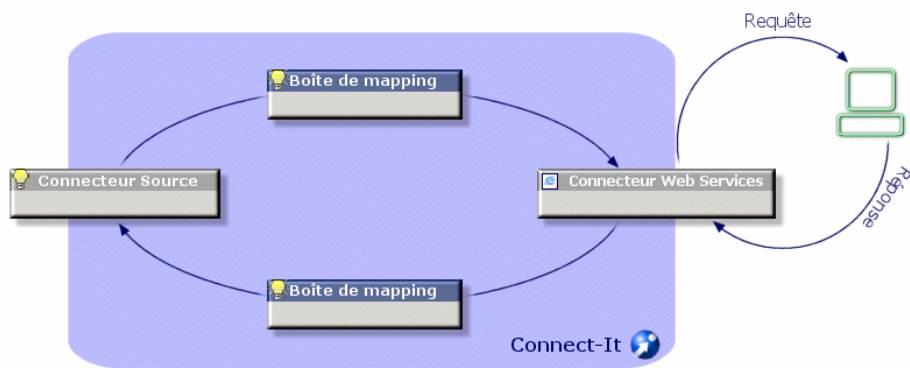 Requête
Boîte de mapping
Connecteur Source
Connecteur Web Services
Réponse
Boîte de mapping
Connect-It